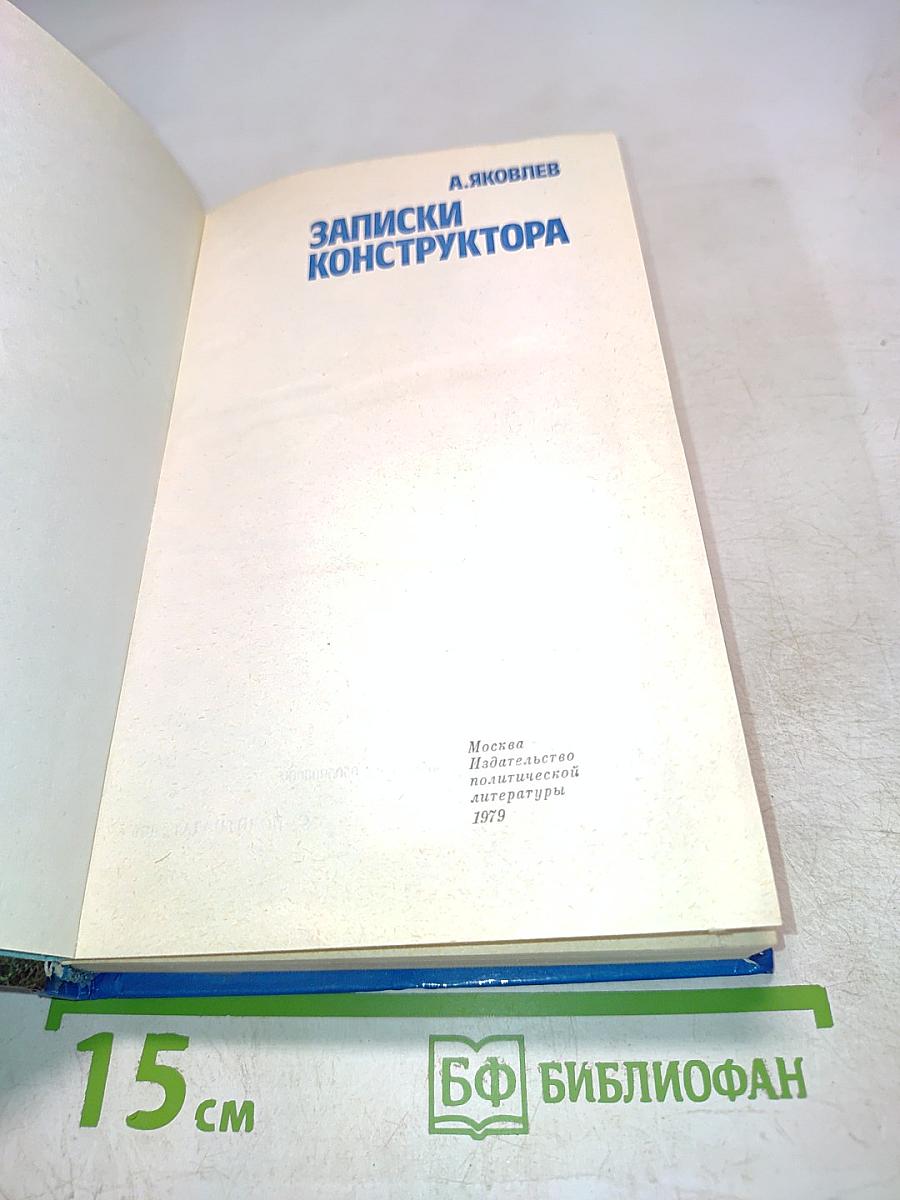 А.ЯКОВЛЕВ
ЗАПИСКИ
КОНСТРУКТОРА
Москва
Издательство
политической
литературы
1979
15 см
БФ БИБЛИОФАН